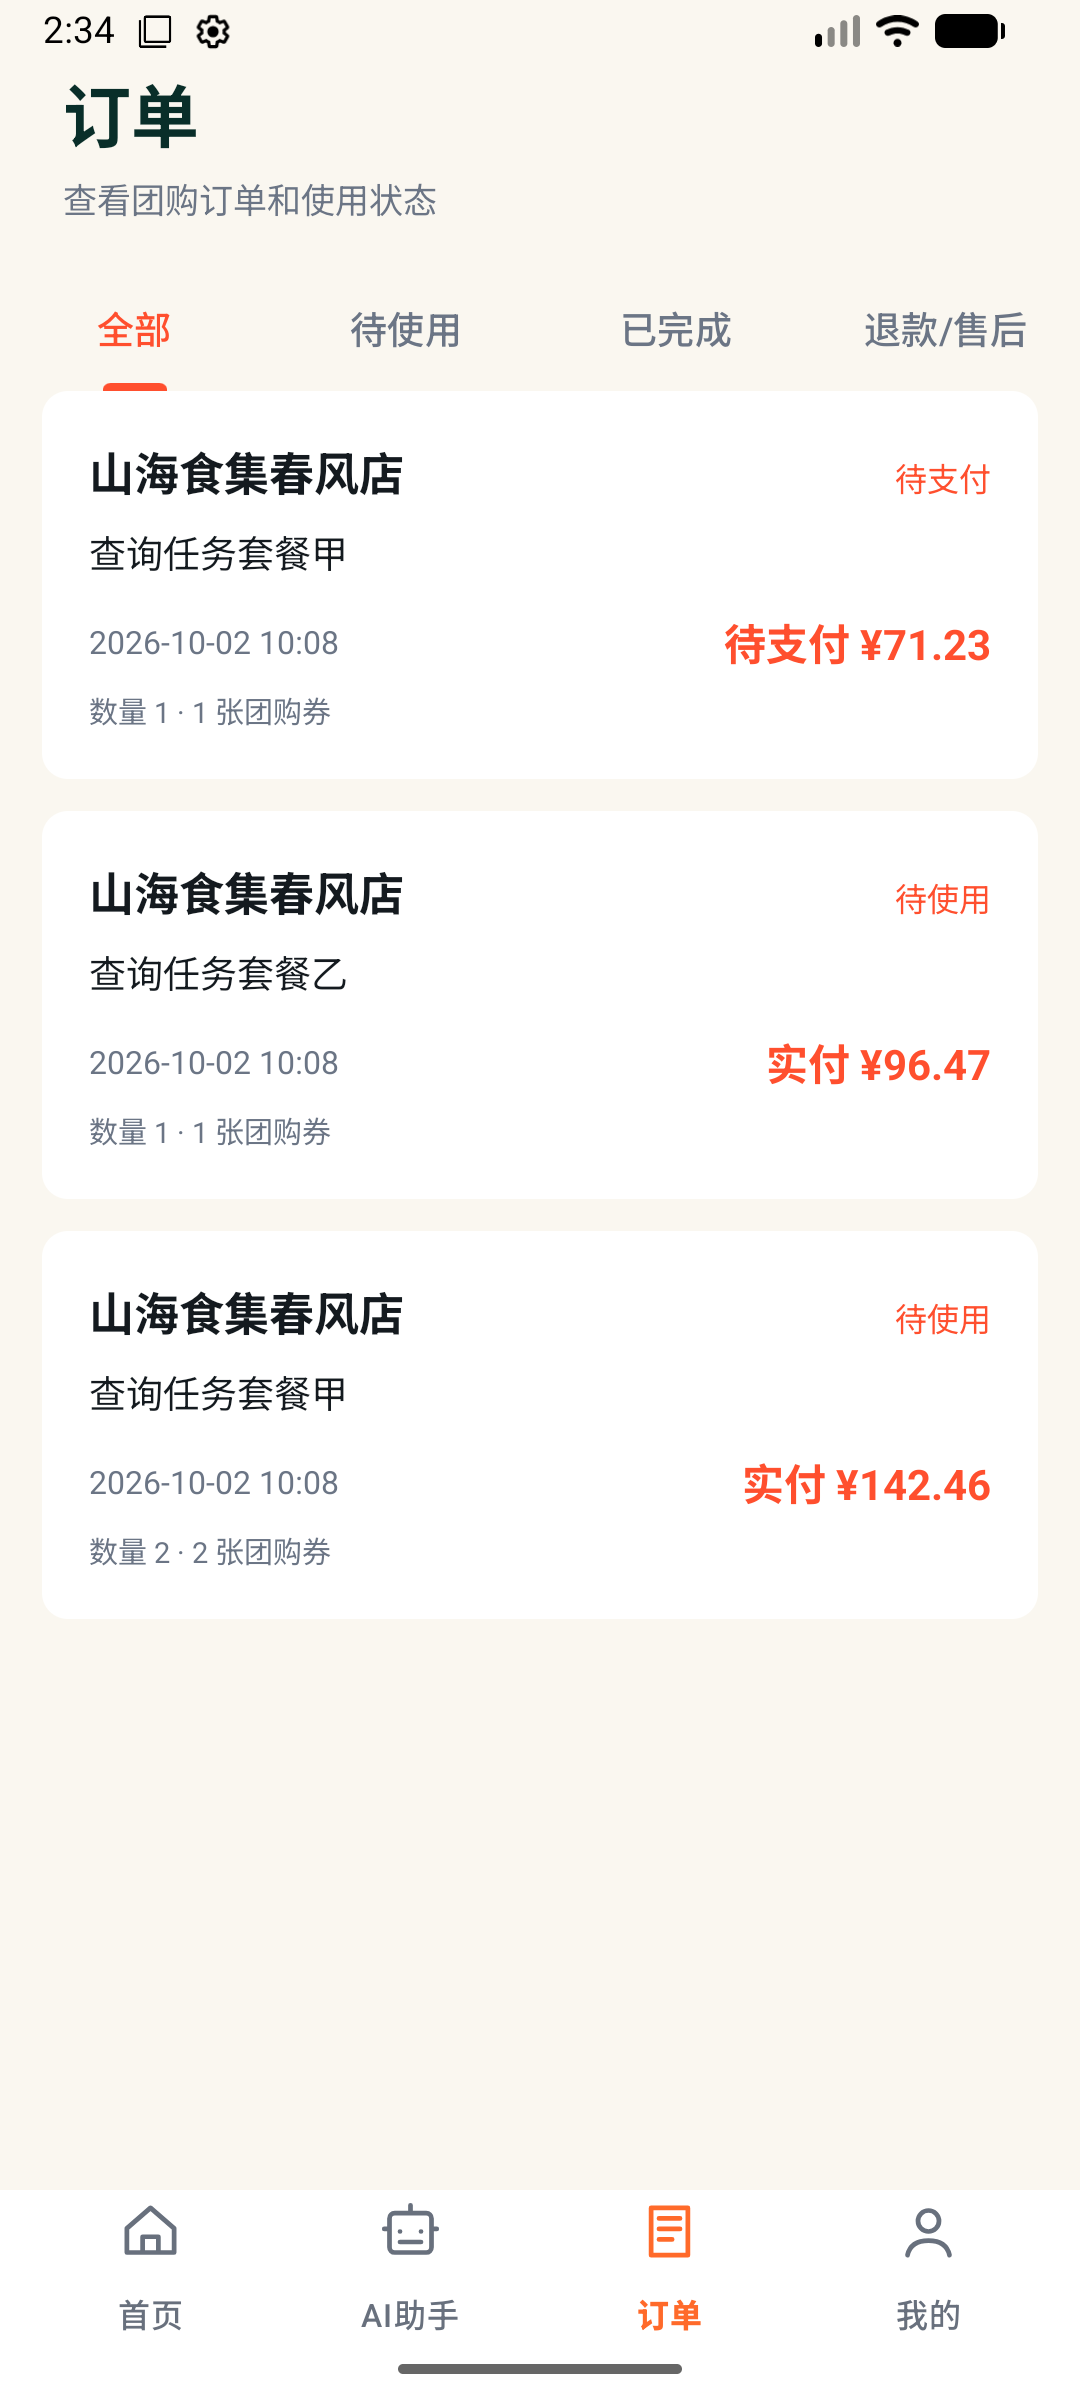 2:34
订单
查看团购订单和使用状态
全部 待使用 已完成 退款/售后
山海食集春风店 待支付
查询任务套餐甲
2026-10-02 10:08 待支付 ¥71.23
数量 1 · 1 张团购券
山海食集春风店 待使用
查询任务套餐乙
2026-10-02 10:08 实付 ¥96.47
数量 1 · 1 张团购券
山海食集春风店 待使用
查询任务套餐甲
2026-10-02 10:08 实付 ¥142.46
数量 2 · 2 张团购券
首页 AI助手 订单 我的